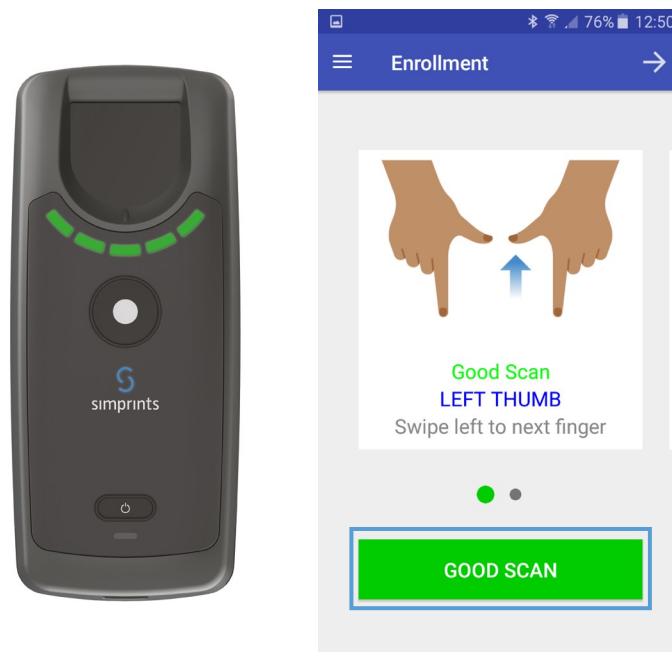 simprints
76% 12:50
Enrollment
Good Scan
LEFT THUMB
Swipe left to next finger
GOOD SCAN